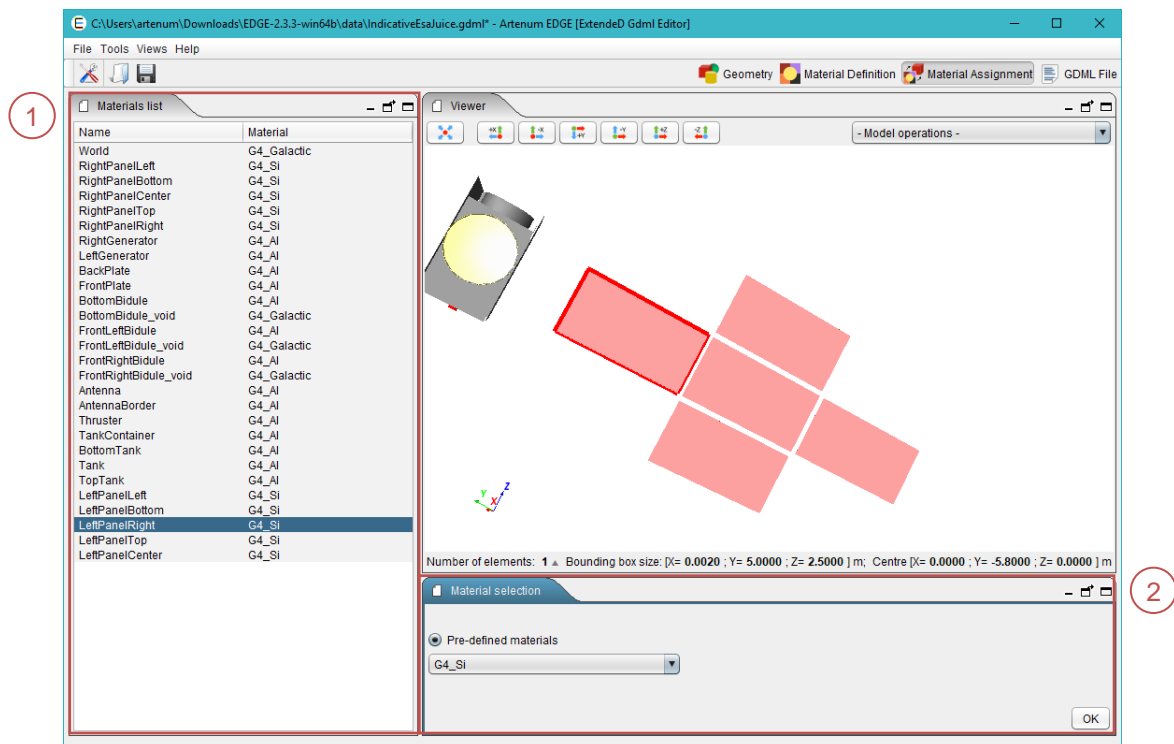 C:\Users\artenum\Downloads\EDGE-2.3.3-win64b\data\IndicativeEsaJuice.gdml* - Artenum EDGE [ExtendeD Gdml Editor]
File Tools Views Help
Geometry Material Definition Material Assignment GDML File
1
Materials list
Name Material
World G4_Galactic
RightPanelLeft G4_Si
RightPanelBottom G4_Si
RightPanelCenter G4_Si
RightPanelTop G4_Si
RightPanelRight G4_Si
RightGenerator G4_Al
LeftGenerator G4_Al
BackPlate G4_Al
FrontPlate G4_Al
BottomBidule G4_Al
BottomBidule_void G4_Galactic
FrontLeftBidule G4_Al
FrontLeftBidule_void G4_Galactic
FrontRightBidule G4_Al
FrontRightBidule_void G4_Galactic
Antenna G4_Al
AntennaBorder G4_Al
Thruster G4_Al
TankContainer G4_Al
BottomTank G4_Al
Tank G4_Al
TopTank G4_Al
LeftPanelLeft G4_Si
LeftPanelBottom G4_Si
LeftPanelRight G4_Si
LeftPanelTop G4_Si
LeftPanelCenter G4_Si
Viewer
+X -X +Y -Y +Z -Z - Model operations -
Y X Z
Number of elements: 1 Bounding box size: [X= 0.0020 ; Y= 5.0000 ; Z= 2.5000 ] m; Centre [X= 0.0000 ; Y= -5.8000 ; Z= 0.0000 ] m
2
Material selection
Pre-defined materials
G4_Si
OK